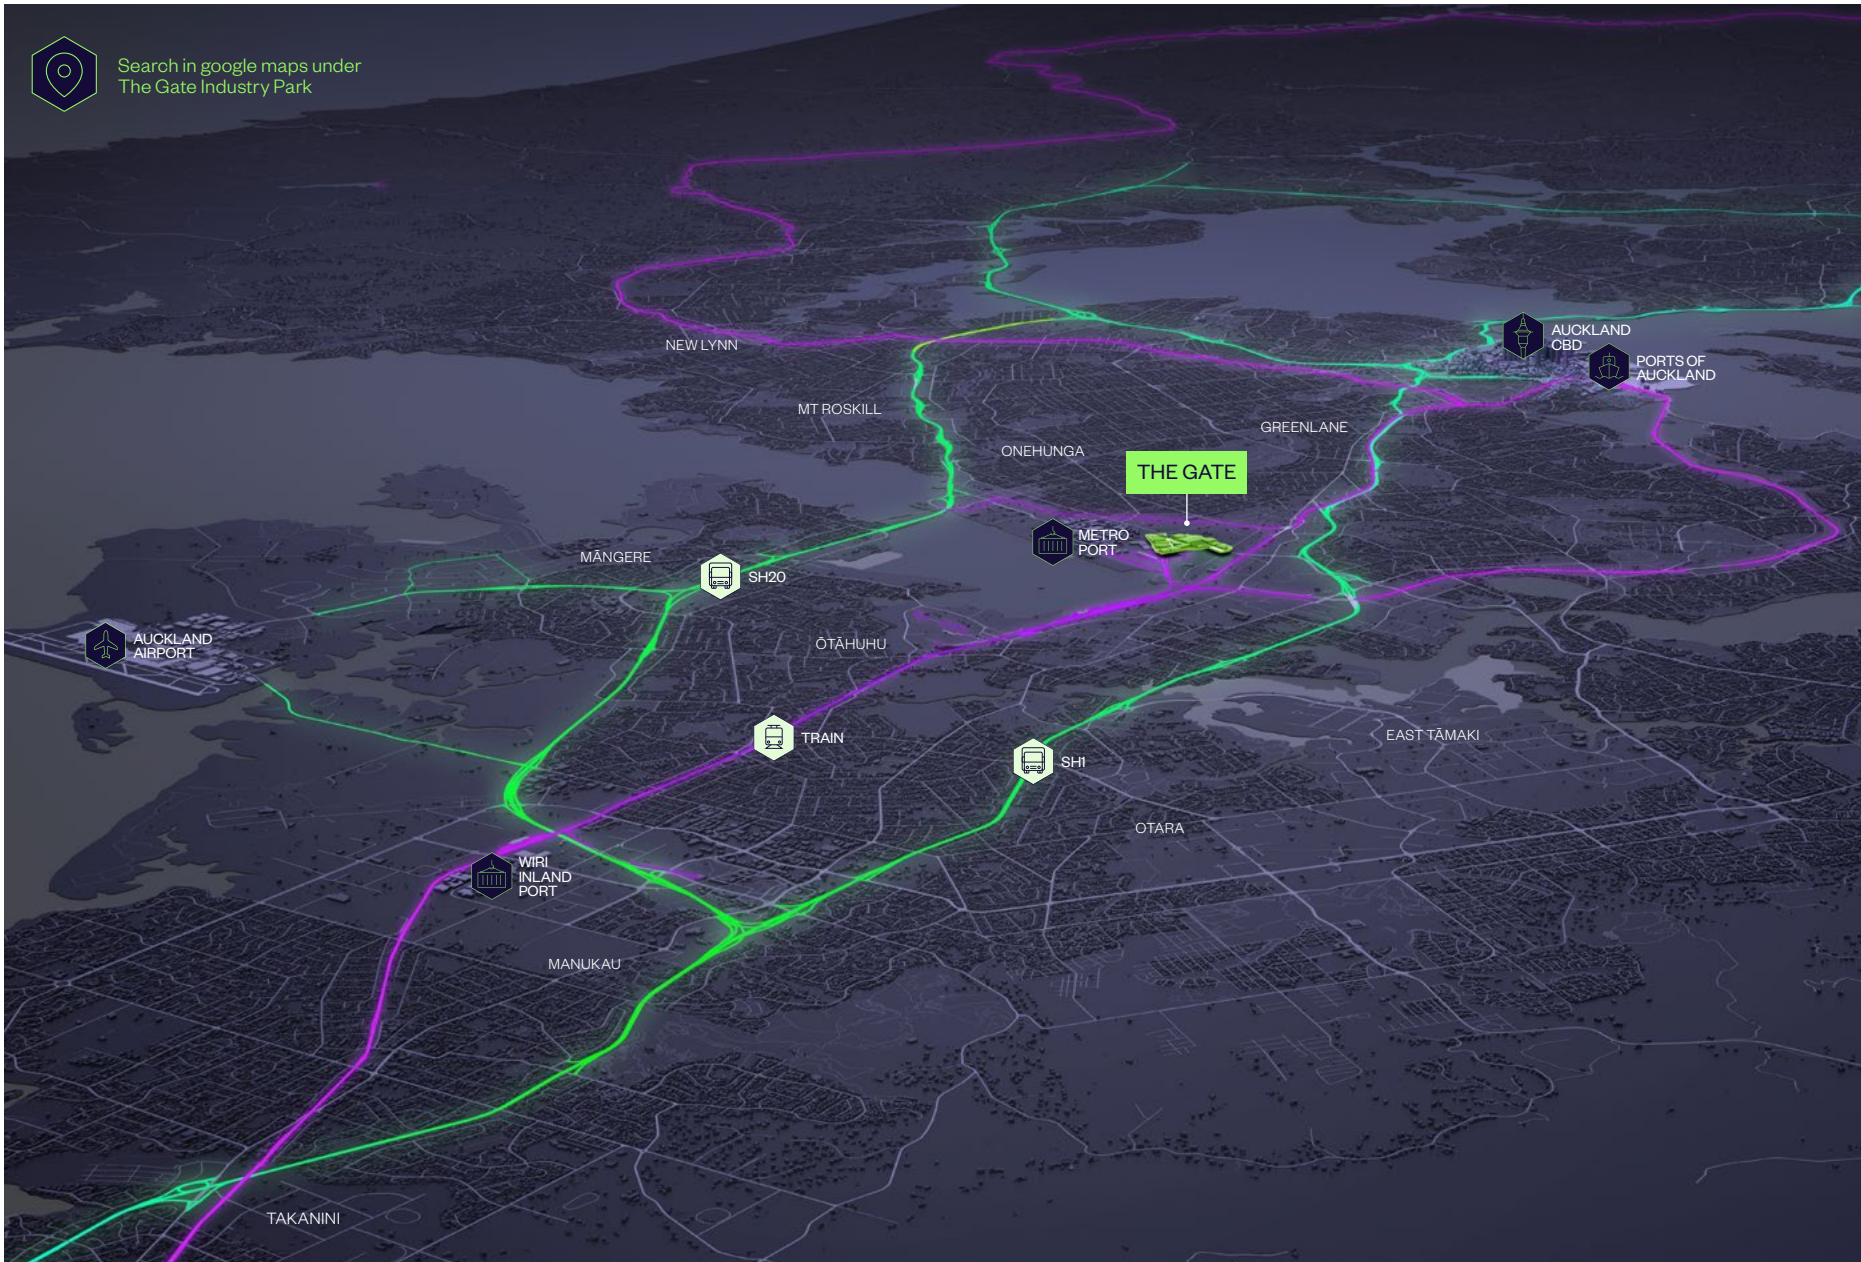 Search in google maps under
The Gate Industry Park
AUCKLAND
CBD
PORTS OF
AUCKLAND
NEW LYNN
MT ROSKILL
GREENLANE
ONEHUNGA
THE GATE
METRO
PORT
MĀNGERE
SH20
AUCKLAND
AIRPORT
ŌTĀHUHU
TRAIN
EAST TĀMAKI
SH1
OTARA
WIRI
INLAND
PORT
MANUKAU
TAKANINI